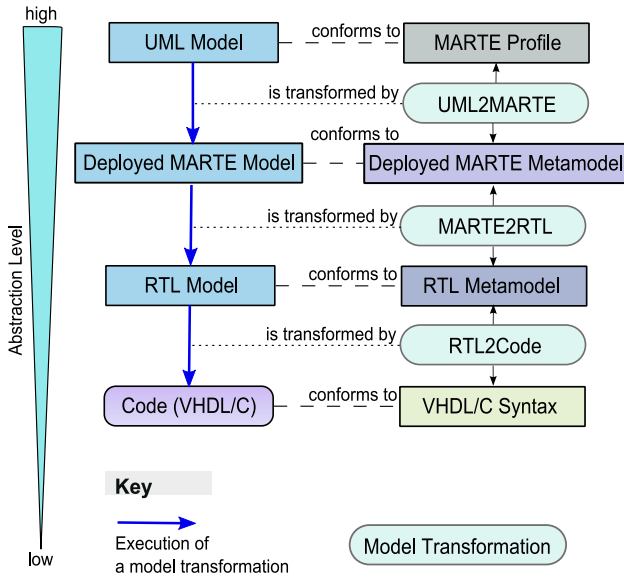 high
UML Model
conforms to
MARTE Profile
is transformed by
UML2MARTE
conforms to
Deployed MARTE Model
Deployed MARTE Metamodel
is transformed by
MARTE2RTL
RTL Model
conforms to
RTL Metamodel
is transformed by
RTL2Code
Code (VHDL/C)
conforms to
VHDL/C Syntax
Abstraction Level
low
Key
Execution of
a model transformation
Model Transformation